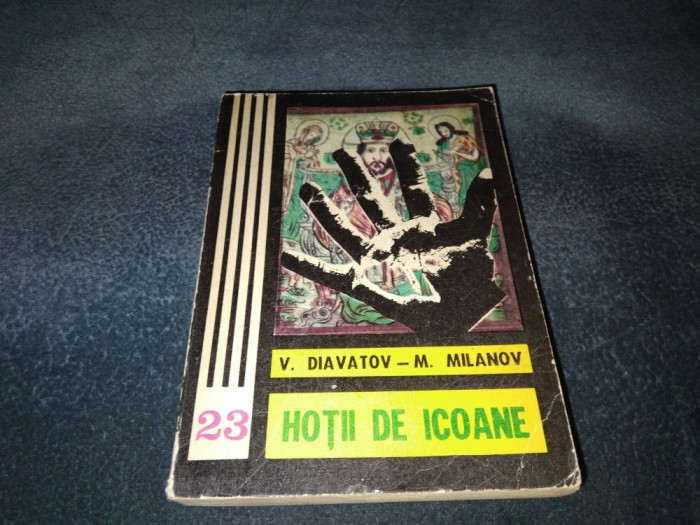 V. DIAVATOV – M. MILANOV
23
HOȚII DE ICOANE